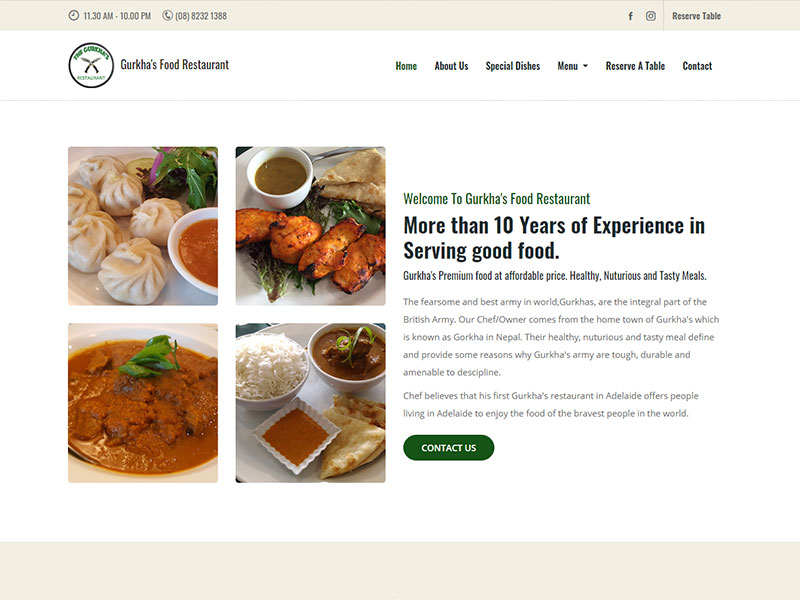 11.30 AM - 10.00 PM (08) 8232 1388 Reserve Table
THE GURKHA'S
RESTAURANT
Gurkha's Food Restaurant
Home About Us Special Dishes Menu Reserve A Table Contact
Welcome To Gurkha's Food Restaurant
More than 10 Years of Experience in
Serving good food.
Gurkha's Premium food at affordable price. Healthy, Nuturious and Tasty Meals.
The fearsome and best army in world,Gurkhas, are the integral part of the
British Army. Our Chef/Owner comes from the home town of Gurkha's which
is known as Gorkha in Nepal. Their healthy, nuturious and tasty meal define
and provide some reasons why Gurkha's army are tough, durable and
amenable to descipline.
Chef believes that his first Gurkha's restaurant in Adelaide offers people
living in Adelaide to enjoy the food of the bravest people in the world.
CONTACT US